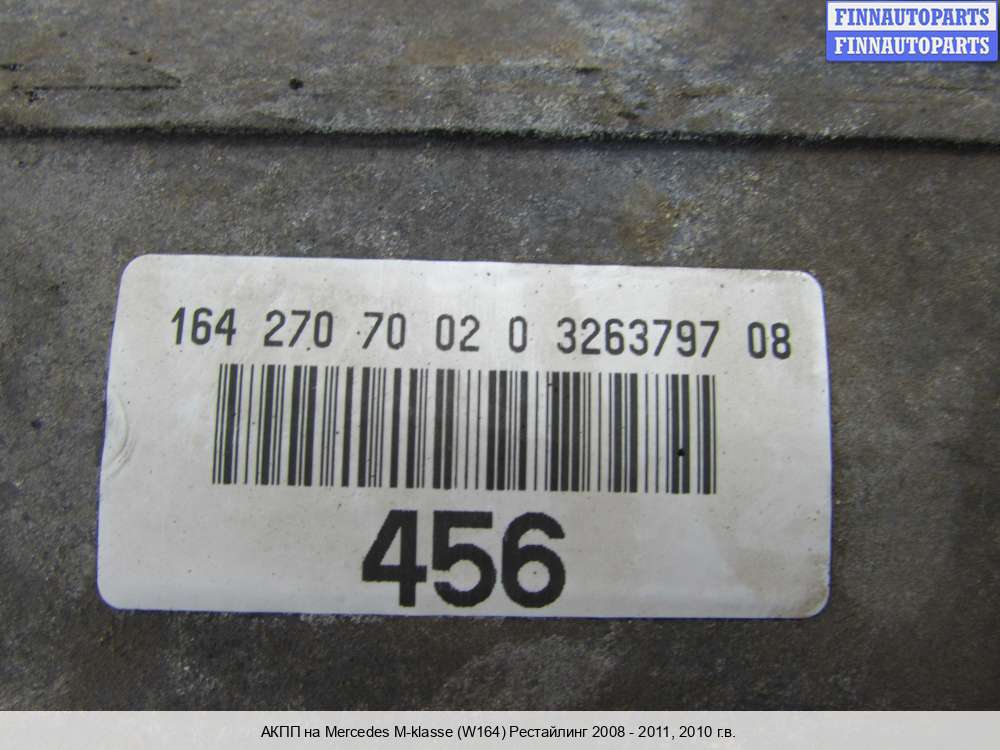 FINNAUTOPARTS
FINNAUTOPARTS
164 270 70 02 0 3263797 08
456
АКПП на Mercedes M-klasse (W164) Рестайлинг 2008 - 2011, 2010 г.в.